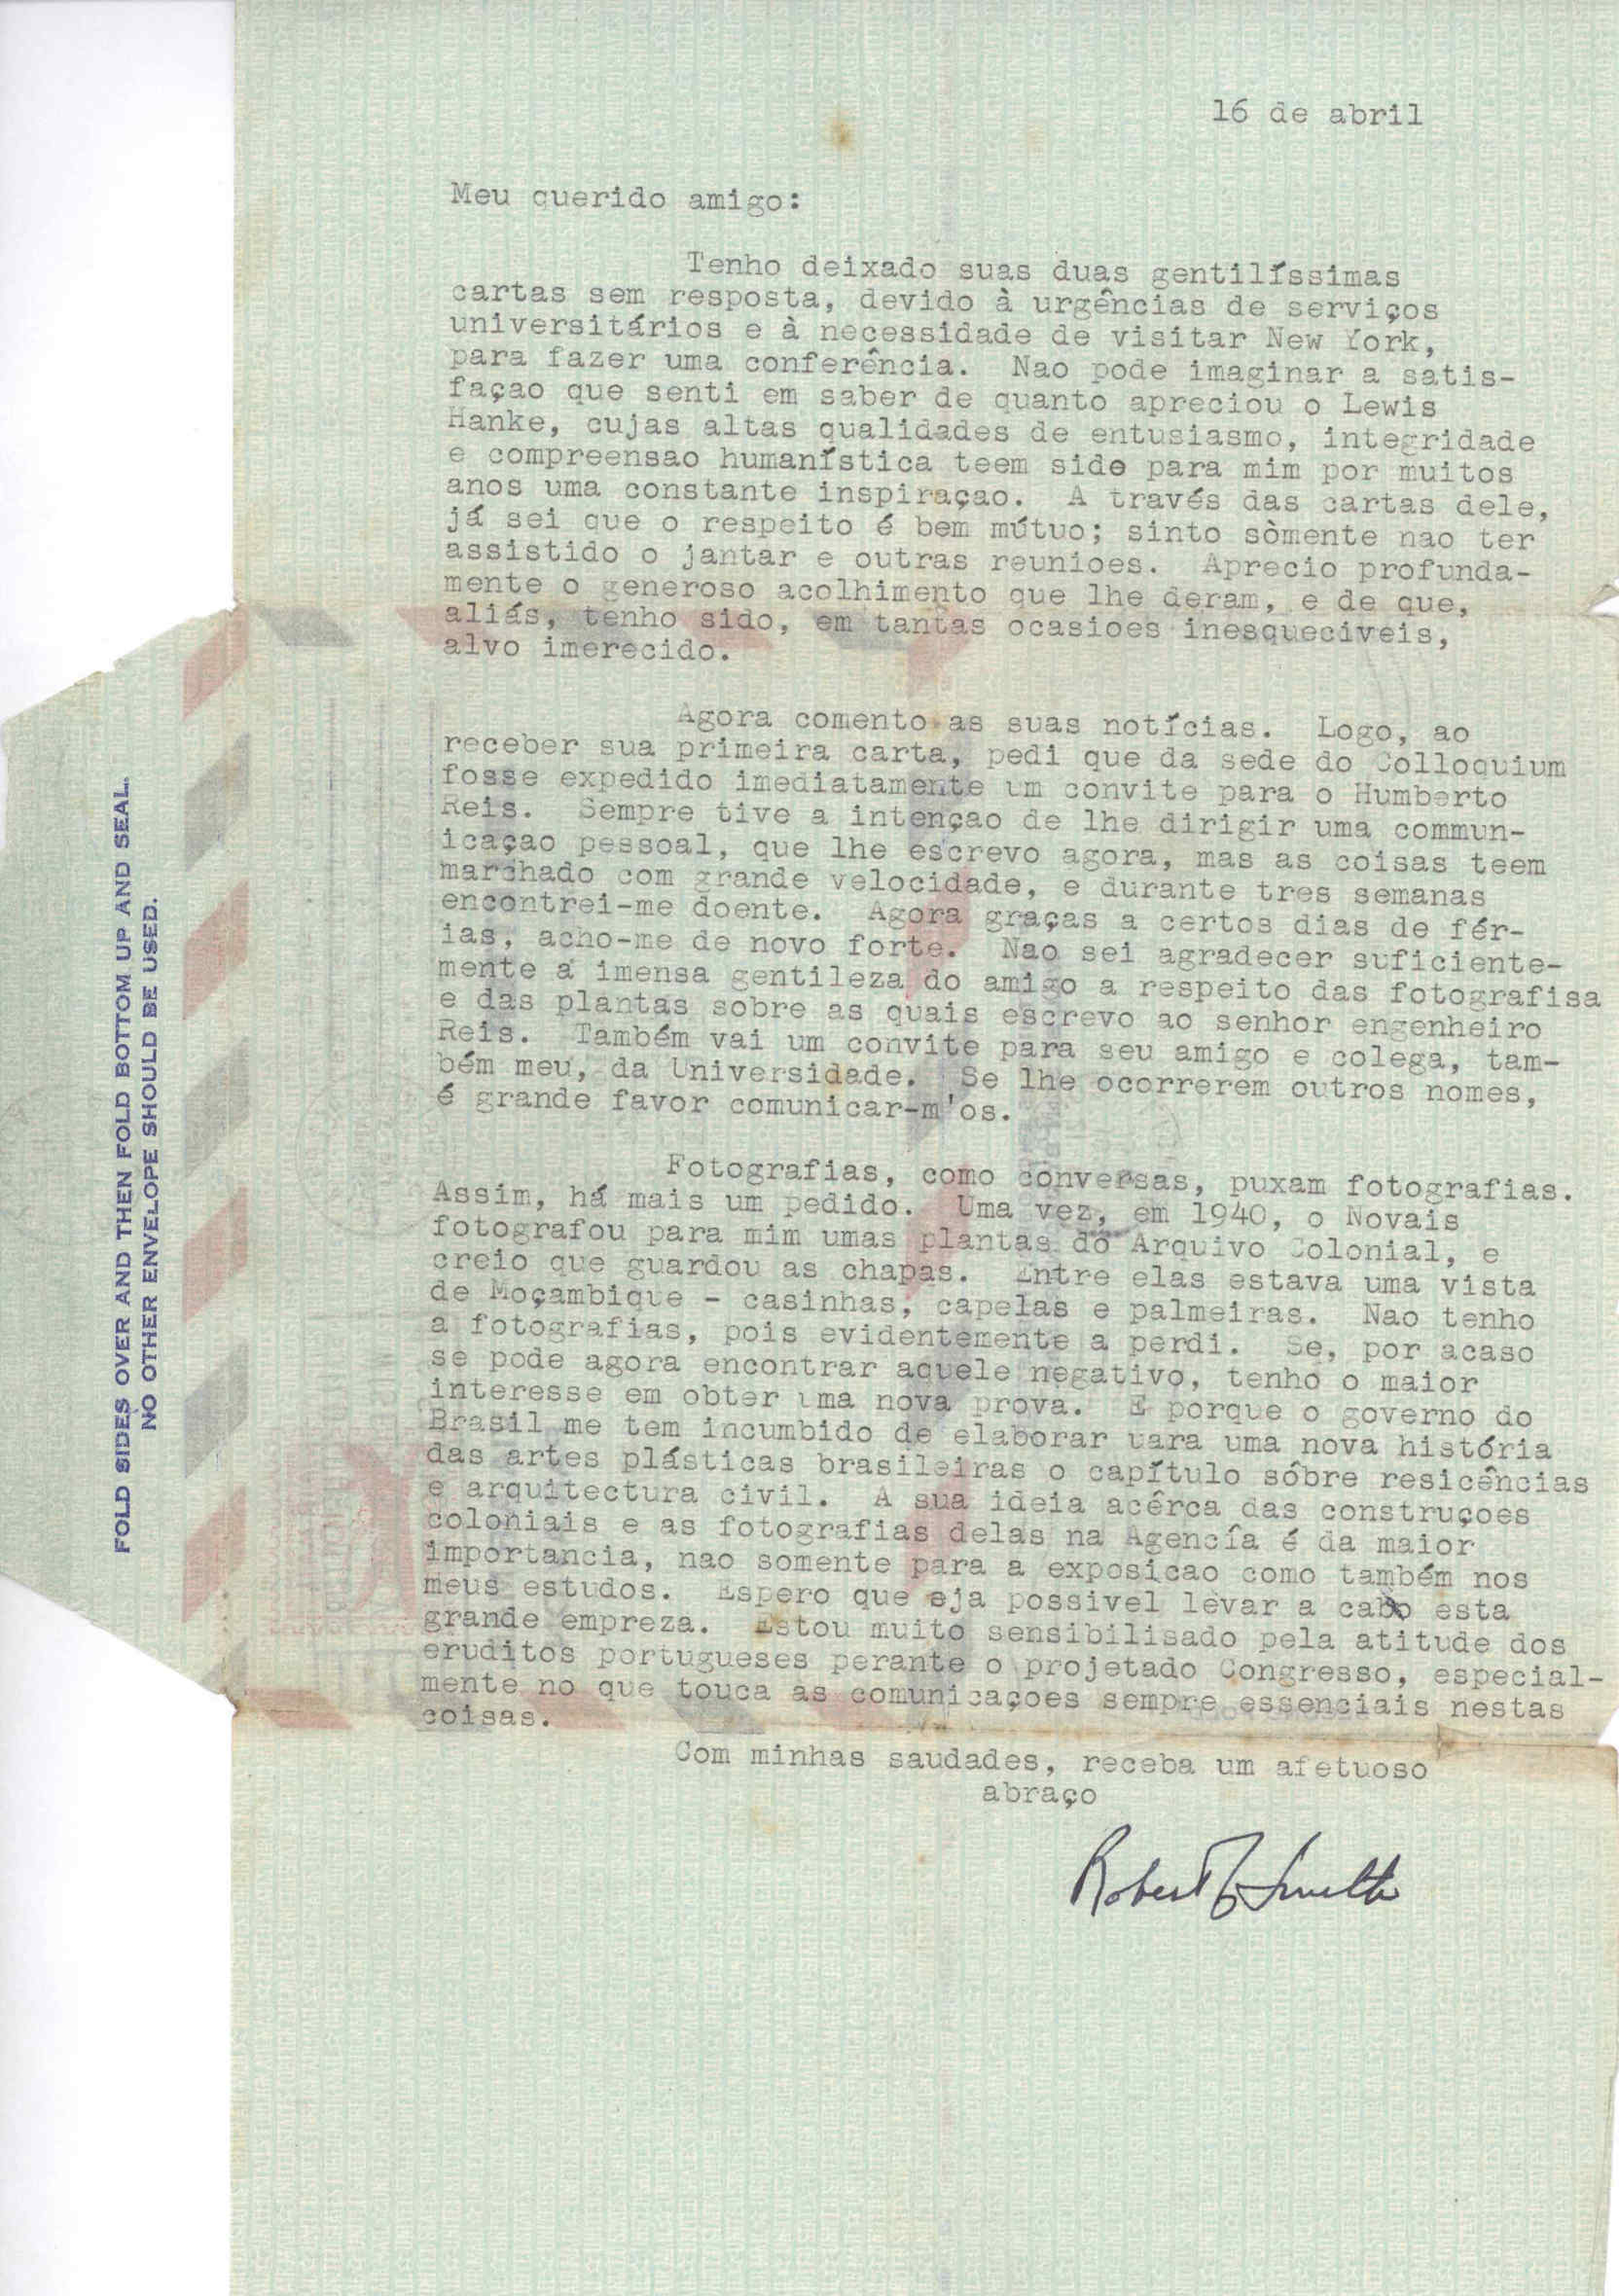 16 de abril
Meu querido amigo:
Tenho deixado suas duas gentilíssimas
cartas sem resposta, devido à urgências de serviços
universitários e à necessidade de visitar New York,
para fazer uma conferência. Nao pode imaginar a satis-
façao que senti em saber de quanto apreciou o Lewis
Hanke, cujas altas qualidades de entusiasmo, integridade
e compreensao humanística teem sido para mim por muitos
anos uma constante inspiraçao. A través das cartas dele,
já sei que o respeito é bem mútuo; sinto sòmente nao ter
assistido o jantar e outras reunioes. Aprecio profunda-
mente o generoso acolhimento que lhe deram, e de que,
aliás, tenho sido, em tantas ocasioes inesqueciveis,
alvo imerecido.
Agora comento as suas notícias. Logo, ao
receber sua primeira carta, pedi que da sede do Colloquium
fosse expedido imediatamente um convite para o Humberto
Reis. Sempre tive a intençao de lhe dirigir uma commun-
icaçao pessoal, que lhe escrevo agora, mas as coisas teem
marchado com grande velocidade, e durante tres semanas
encontrei-me doente. Agora graças a certos dias de fér-
ias, acho-me de novo forte. Nao sei agradecer suficiente-
mente a imensa gentileza do amigo a respeito das fotografisa
e das plantas sobre as quais escrevo ao senhor engenheiro
Reis. Também vai um convite para seu amigo e colega, tam-
bém meu, da Universidade. Se lhe ocorrerem outros nomes,
é grande favor comunicar-m'os.
Fotografias, como conversas, puxam fotografias.
Assim, há mais um pedido. Uma vez, em 1940, o Novais
fotografou para mim umas plantas do Arquivo Colonial, e
creio que guardou as chapas. Entre elas estava uma vista
de Moçambique - casinhas, capelas e palmeiras. Nao tenho
a fotografias, pois evidentemente a perdi. Se, por acaso
se pode agora encontrar aquele negativo, tenho o maior
interesse em obter uma nova prova. E porque o governo do
Brasil me tem incumbido de elaborar uara uma nova história
das artes plásticas brasileiras o capítulo sôbre resicências
e arquitectura civil. A sua ideia acêrca das construçoes
coloniais e as fotografias delas na Agencía é da maior
importancia, nao somente para a exposicao como também nos
meus estudos. Espero que eja possivel levar a cabo esta
grande empreza. Estou muito sensibilisado pela atitude dos
eruditos portugueses perante o projetado Congresso, especial-
mente no que touca as comunicaçoes sempre essenciais nestas
coisas.
Com minhas saudades, receba um afetuoso
abraço
Robert C Smith
FOLD SIDES OVER AND THEN FOLD BOTTOM UP AND SEAL.
NO OTHER ENVELOPE SHOULD BE USED.